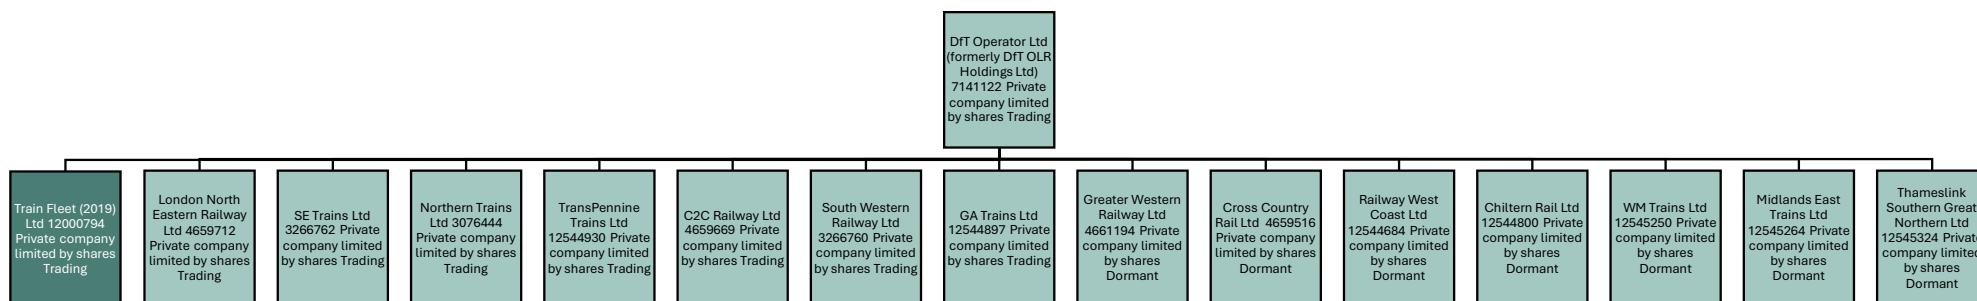 DfT Operator Ltd
(formerly DfT OLR
Holdings Ltd)
7141122 Private
company limited
by shares Trading
Train Fleet (2019)
Ltd 12000794
Private company
limited by shares
Trading
London North
Eastern Railway
Ltd 4659712
Private company
limited by shares
Trading
SE Trains Ltd
3266762 Private
company limited
by shares Trading
Northern Trains
Ltd 3076444
Private company
limited by shares
Trading
TransPennine
Trains Ltd
12544930 Private
company limited
by shares Trading
C2C Railway Ltd
4659669 Private
company limited
by shares Trading
South Western
Railway Ltd
3266760 Private
company limited
by shares Trading
GA Trains Ltd
12544897 Private
company limited
by shares Trading
Greater Western
Railway Ltd
4661194 Private
company limited
by shares
Dormant
Cross Country
Rail Ltd 4659516
Private company
limited by shares
Dormant
Railway West
Coast Ltd
12544684 Private
company limited
by shares
Dormant
Chiltern Rail Ltd
12544800 Private
company limited
by shares
Dormant
WM Trains Ltd
12545250 Private
company limited
by shares
Dormant
Midlands East
Trains Ltd
12545264 Private
company limited
by shares
Dormant
Thameslink
Southern Great
Northern Ltd
12545324 Private
company limited
by shares
Dormant